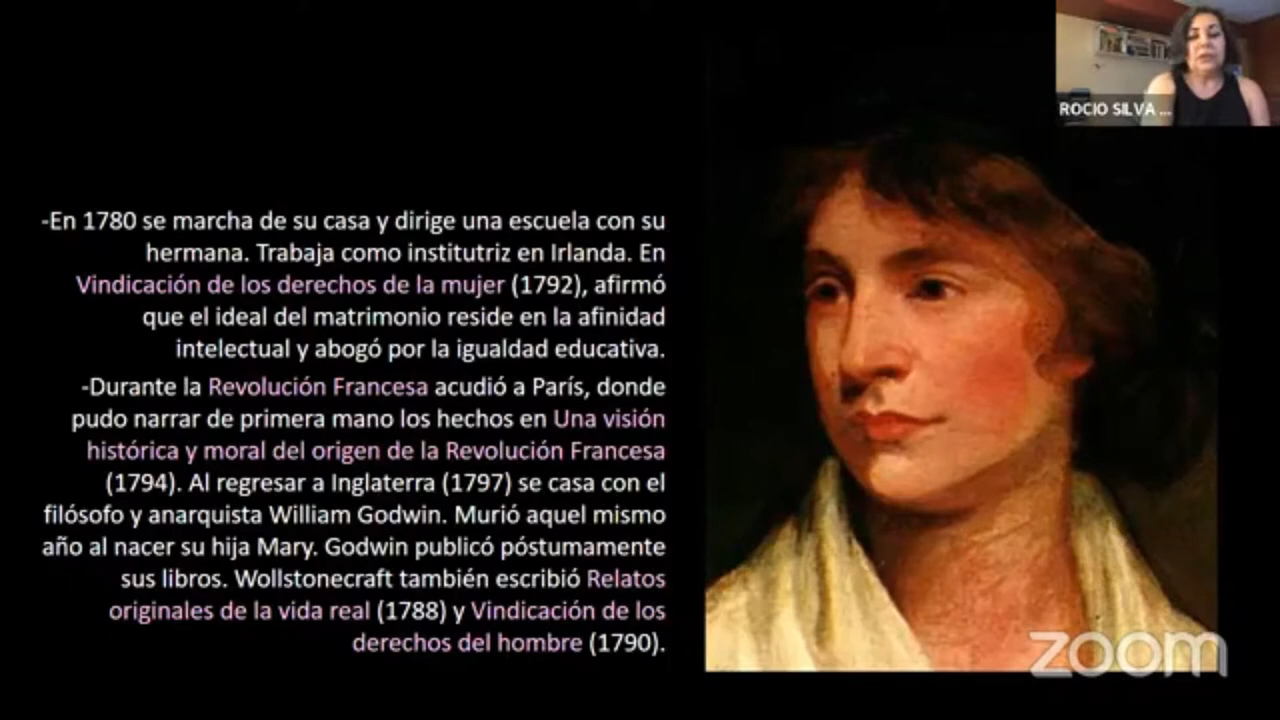 ROCIO SILVA ...
-En 1780 se marcha de su casa y dirige una escuela con su
hermana. Trabaja como institutriz en Irlanda. En
Vindicación de los derechos de la mujer (1792), afirmó
que el ideal del matrimonio reside en la afinidad
intelectual y abogó por la igualdad educativa.
-Durante la Revolución Francesa acudió a París, donde
pudo narrar de primera mano los hechos en Una visión
histórica y moral del origen de la Revolución Francesa
(1794). Al regresar a Inglaterra (1797) se casa con el
filósofo y anarquista William Godwin. Murió aquel mismo
año al nacer su hija Mary. Godwin publicó póstumamente
sus libros. Wollstonecraft también escribió Relatos
originales de la vida real (1788) y Vindicación de los
derechos del hombre (1790).
zoom